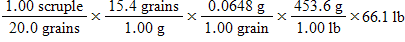 1.00 scruple/20.0 grains × 15.4 grains/1.00 g × 0.0648 g/1.00 grain × 453.6 g/1.00 lb × 66.1 lb